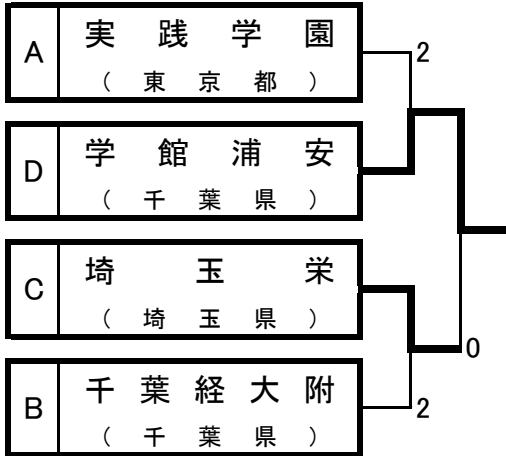 A 実践学園
（東京都）
2
D 学館浦安
（千葉県）
C 埼玉栄
（埼玉県）
0
B 千葉経大附
（千葉県）
2